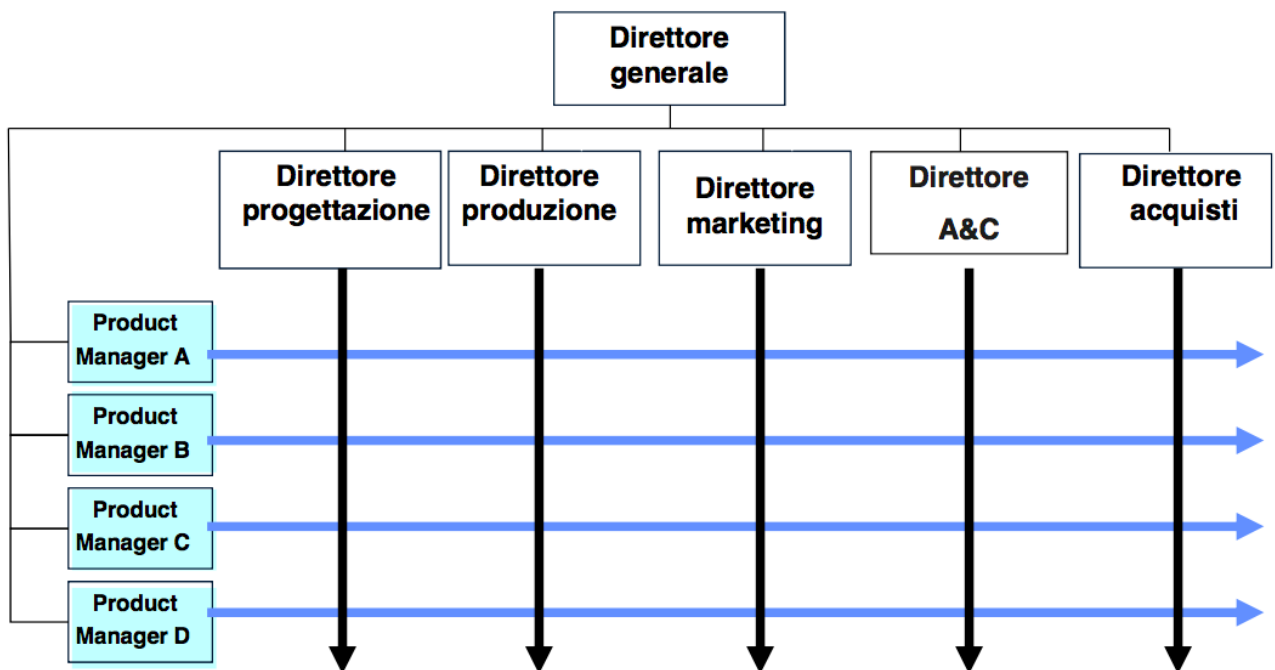 Direttore
generale
Direttore
progettazione
Direttore
produzione
Direttore
marketing
Direttore
A&C
Direttore
acquisti
Product
Manager A
Product
Manager B
Product
Manager C
Product
Manager D